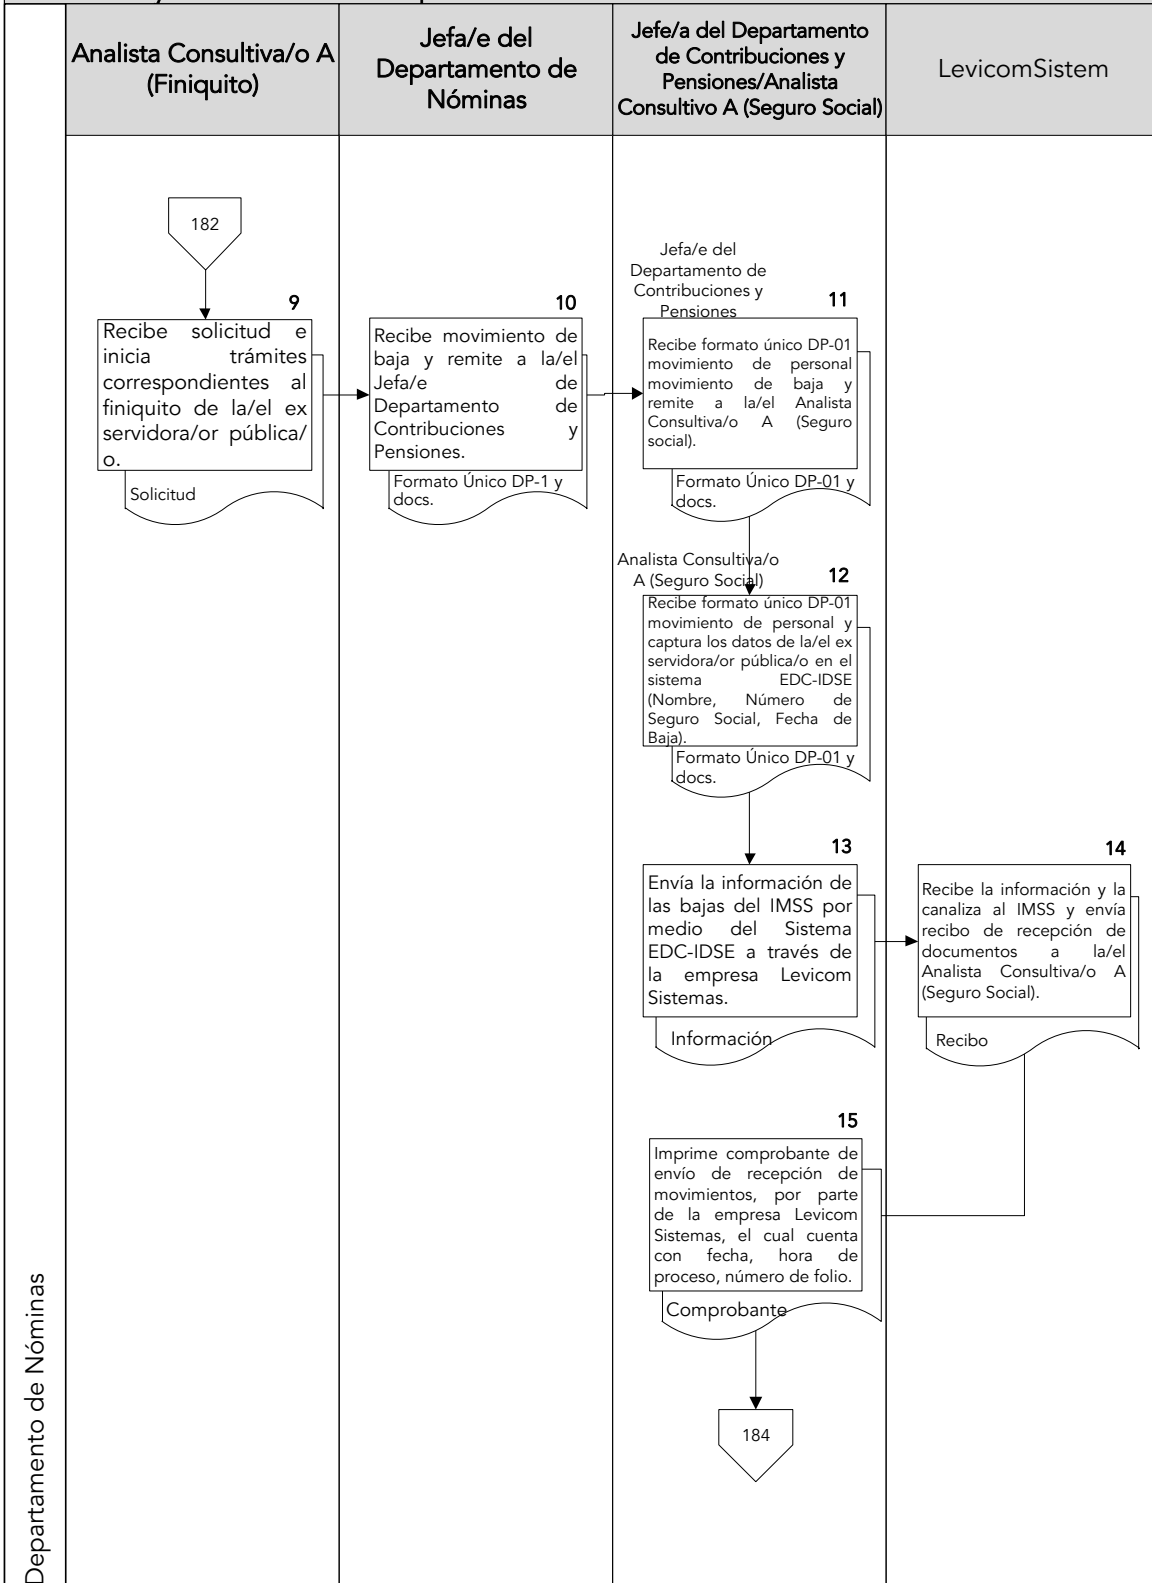 Analista Consultiva/o A
(Finiquito)
Jefa/e del
Departamento de
Nóminas
Jefe/a del Departamento
de Contribuciones y
Pensiones/Analista
Consultivo A (Seguro Social)
LevicomSistem
Departamento de Nóminas
182
9
Recibe solicitud e
inicia trámites
correspondientes al
finiquito de la/el ex
servidora/or pública/
o.
Solicitud
10
Recibe movimiento de
baja y remite a la/el
Jefa/e de
Departamento de
Contribuciones y
Pensiones.
Formato Único DP-1 y
docs.
Jefa/e del
Departamento de
Contribuciones y
Pensiones
11
Recibe formato único DP-01
movimiento de personal
movimiento de baja y
remite a la/el Analista
Consultiva/o A (Seguro
social).
Formato Único DP-01 y
docs.
Analista Consultiva/o
A (Seguro Social)
12
Recibe formato único DP-01
movimiento de personal y
captura los datos de la/el ex
servidora/or pública/o en el
sistema EDC-IDSE
(Nombre, Número de
Seguro Social, Fecha de
Baja).
Formato Único DP-01 y
docs.
13
Envía la información de
las bajas del IMSS por
medio del Sistema
EDC-IDSE a través de
la empresa Levicom
Sistemas.
Información
14
Recibe la información y la
canaliza al IMSS y envía
recibo de recepción de
documentos a la/el
Analista Consultiva/o A
(Seguro Social).
Recibo
15
Imprime comprobante de
envío de recepción de
movimientos, por parte
de la empresa Levicom
Sistemas, el cual cuenta
con fecha, hora de
proceso, número de folio.
Comprobante
184